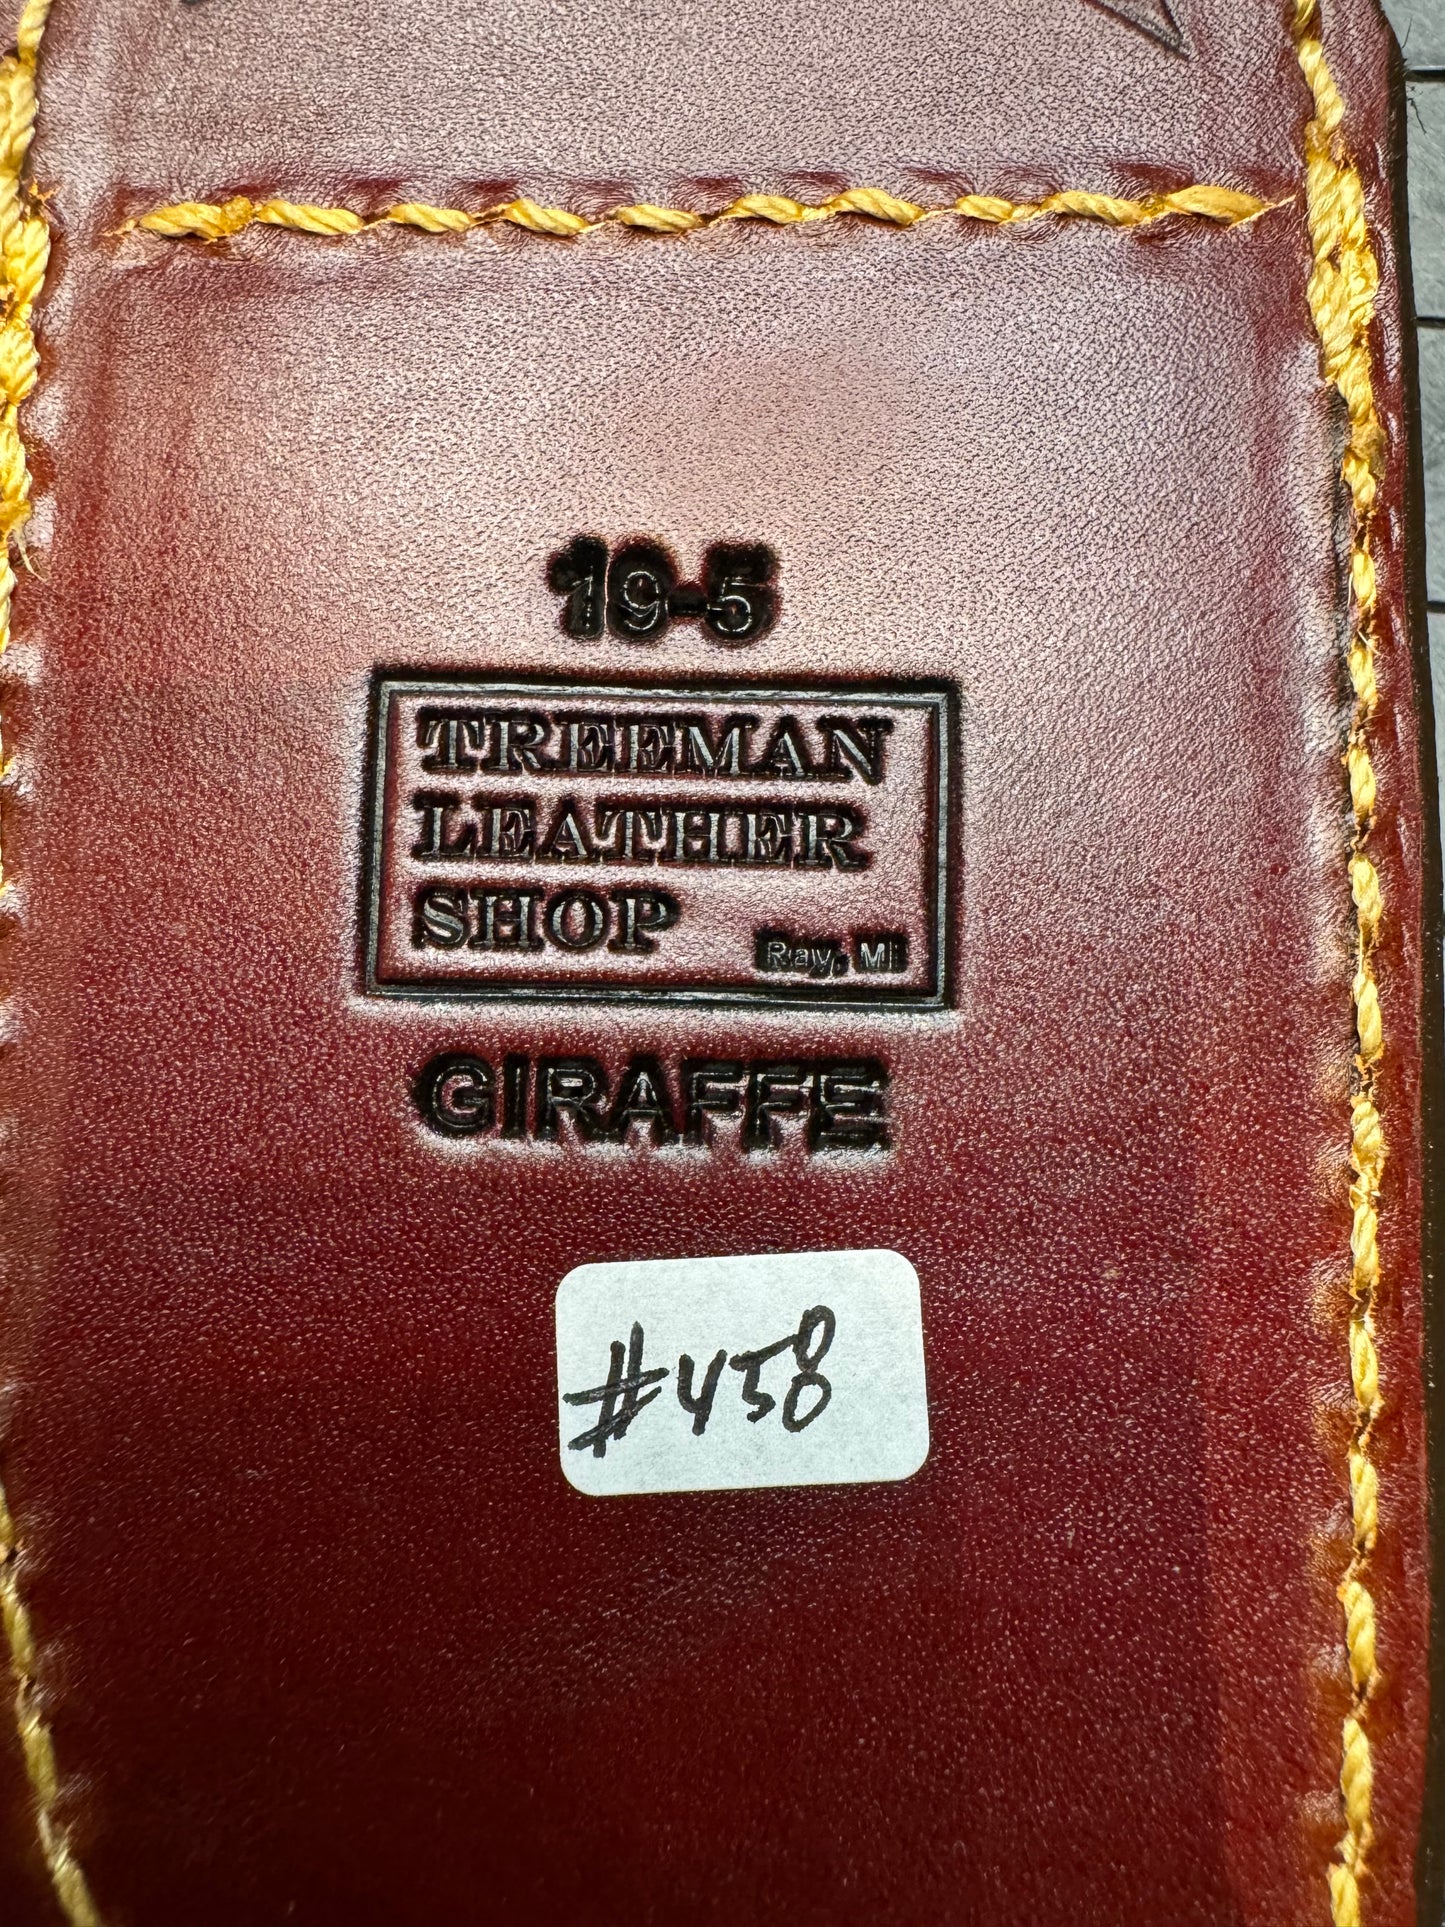 19-5
TREEMAN
LEATHER
SHOP
Ray, MI
GIRAFFE
#458